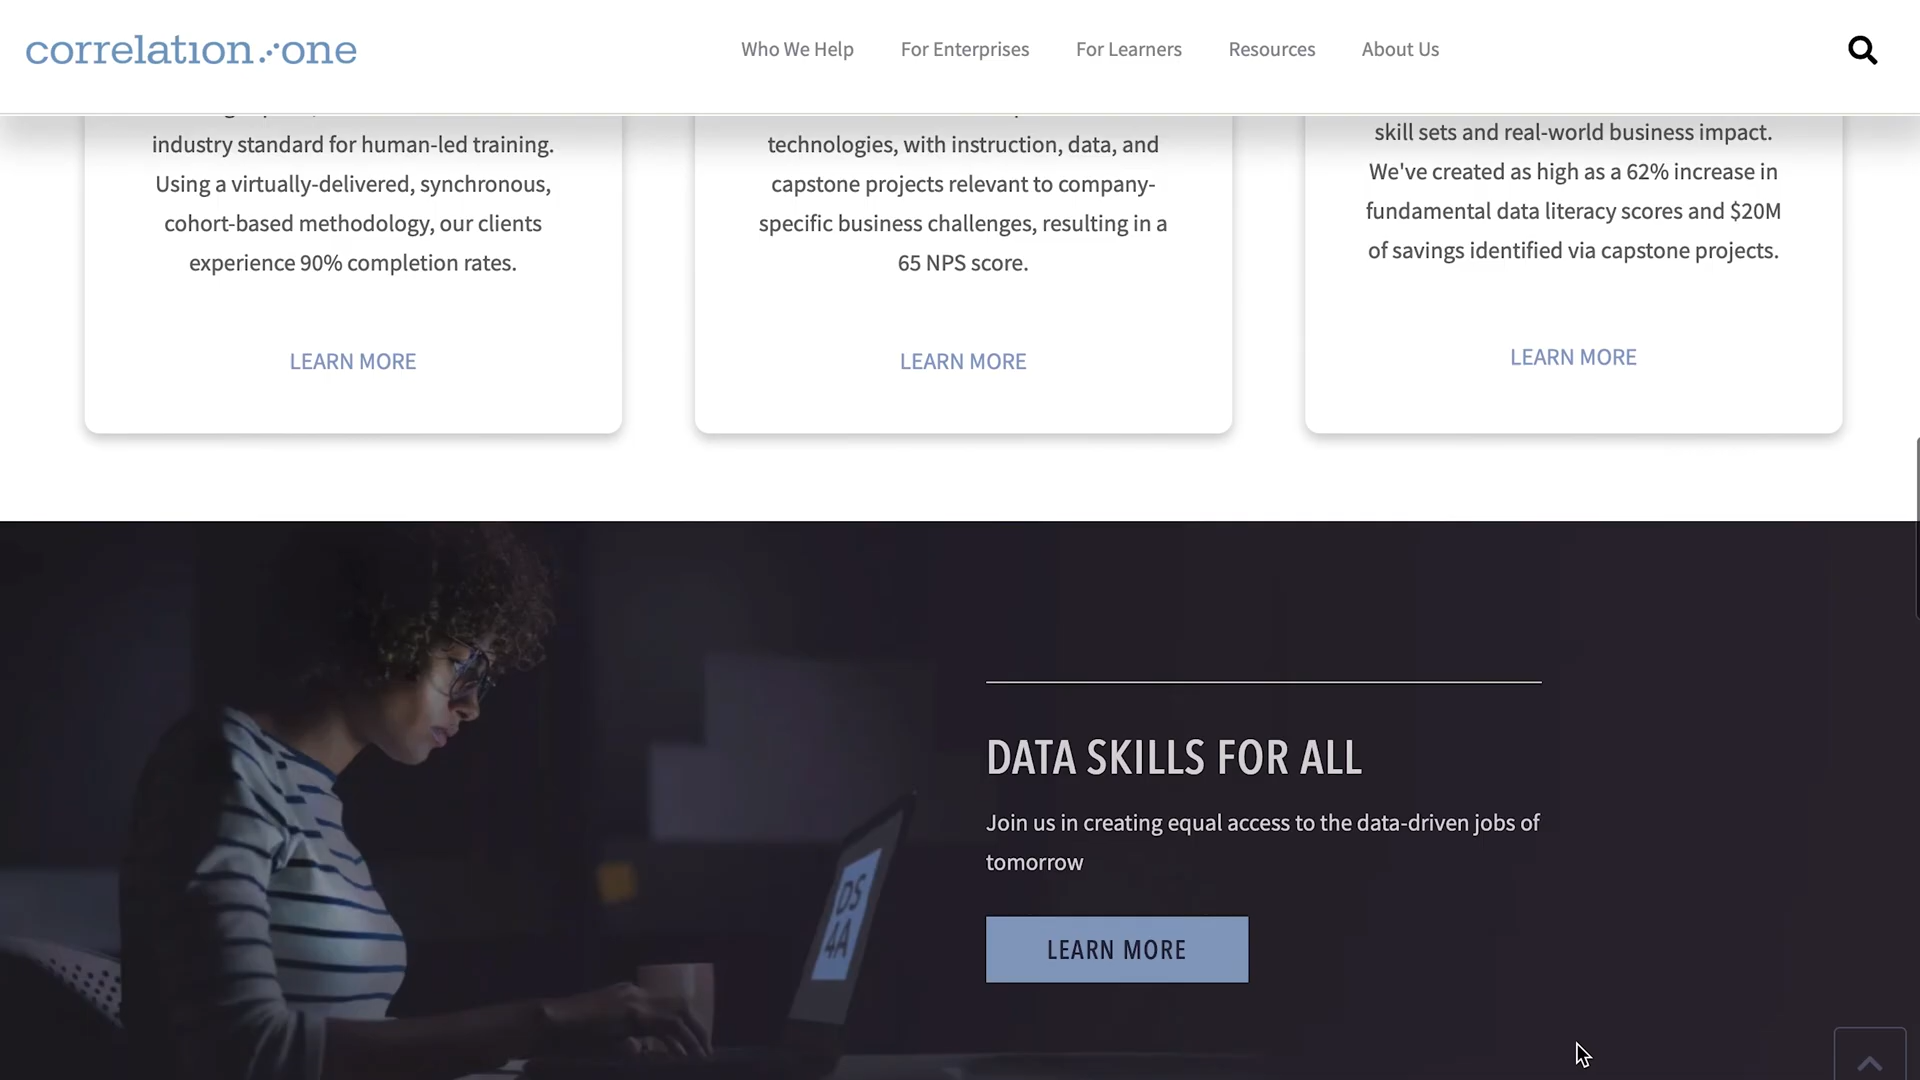 correlation one
Who We Help
For Enterprises
For Learners
Resources
About Us
industry standard for human-led training.
Using a virtually-delivered, synchronous,
cohort-based methodology, our clients
experience 90% completion rates.
LEARN MORE
technologies, with instruction, data, and
capstone projects relevant to company-
specific business challenges, resulting in a
65 NPS score.
LEARN MORE
skill sets and real-world business impact.
We've created as high as a 62% increase in
fundamental data literacy scores and $20M
of savings identified via capstone projects.
LEARN MORE
DS
4A
DATA SKILLS FOR ALL
Join us in creating equal access to the data-driven jobs of
tomorrow
LEARN MORE